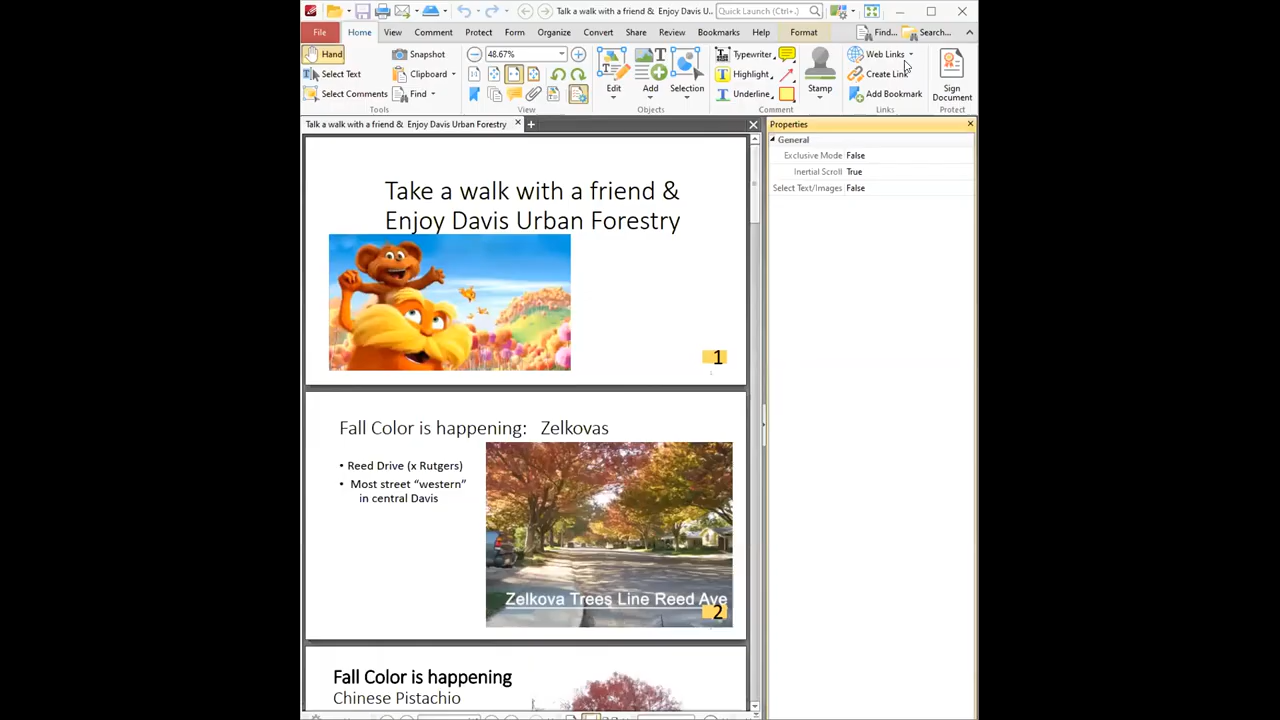 Talk a walk with a friend &  Enjoy Davis U..
Quick Launch (Ctrl+.)
File Home View Comment Protect Form Organize Convert Share Review Bookmarks Help Format Find... Search...
Hand Snapshot 48.67% Typewriter Web Links
Select Text Clipboard Edit Add Selection Highlight Stamp Create Link Sign Document
Select Comments Find Underline Add Bookmark
Tools View Objects Comment Links Protect
Talk a walk with a friend &  Enjoy Davis Urban Forestry
Properties
General
Exclusive Mode False
Inertial Scroll True
Select Text/Images False
Take a walk with a friend &
Enjoy Davis Urban Forestry
1
Fall Color is happening: Zelkovas
• Reed Drive (x Rutgers)
• Most street “western”
in central Davis
Zelkova Trees Line Reed Ave
2
Fall Color is happening
Chinese Pistachio